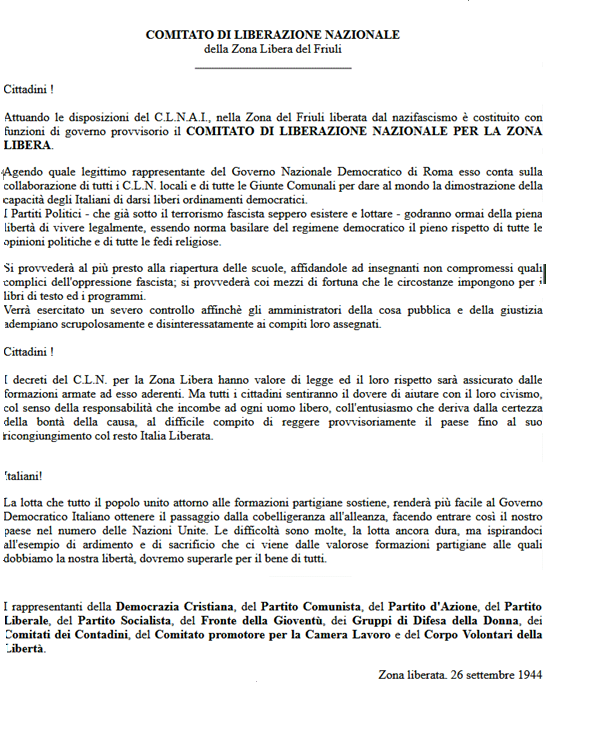 COMITATO DI LIBERAZIONE NAZIONALE
della Zona Libera del Friuli
Cittadini !
Attuando le disposizioni del C.L.N.A.I., nella Zona del Friuli liberata dal nazifascismo è costituito con
funzioni di governo provvisorio il COMITATO DI LIBERAZIONE NAZIONALE PER LA ZONA
LIBERA.
Agendo quale legittimo rappresentante del Governo Nazionale Democratico di Roma esso conta sulla
collaborazione di tutti i C.L.N. locali e di tutte le Giunte Comunali per dare al mondo la dimostrazione della
capacità degli Italiani di darsi liberi ordinamenti democratici.
I Partiti Politici - che già sotto il terrorismo fascista seppero esistere e lottare - godranno ormai della piena
libertà di vivere legalmente, essendo norma basilare del regime democratico il pieno rispetto di tutte le
opinioni politiche e di tutte le fedi religiose.
Si provvederà al più presto alla riapertura delle scuole, affidandole ad insegnanti non compromessi quali
complici dell'oppressione fascista; si provvederà coi mezzi di fortuna che le circostanze impongono per i
libri di testo ed i programmi.
Verrà esercitato un severo controllo affinchè gli amministratori della cosa pubblica e della giustizia
adempiano scrupolosamente e disinteressatamente ai compiti loro assegnati.
Cittadini !
I decreti del C.L.N. per la Zona Libera hanno valore di legge ed il loro rispetto sarà assicurato dalle
formazioni armate ad esso aderenti. Ma tutti i cittadini sentiranno il dovere di aiutare con il loro civismo,
col senso della responsabilità che incombe ad ogni uomo libero, coll'entusiasmo che deriva dalla certezza
della bontà della causa, al difficile compito di reggere provvisoriamente il paese fino al suo
ricongiungimento col resto Italia Liberata.
Italiani!
La lotta che tutto il popolo unito attorno alle formazioni partigiane sostiene, renderà più facile al Governo
Democratico Italiano ottenere il passaggio dalla cobelligeranza all'alleanza, facendo entrare così il nostro
paese nel numero delle Nazioni Unite. Le difficoltà sono molte, la lotta ancora dura, ma ispirandoci
all'esempio di ardimento e di sacrificio che ci viene dalle valorose formazioni partigiane alle quali
dobbiamo la nostra libertà, dovremo superarle per il bene di tutti.
I rappresentanti della Democrazia Cristiana, del Partito Comunista, del Partito d'Azione, del Partito
Liberale, del Partito Socialista, del Fronte della Gioventù, dei Gruppi di Difesa della Donna, dei
Comitati dei Contadini, del Comitato promotore per la Camera Lavoro e del Corpo Volontari della
Libertà.
Zona liberata. 26 settembre 1944